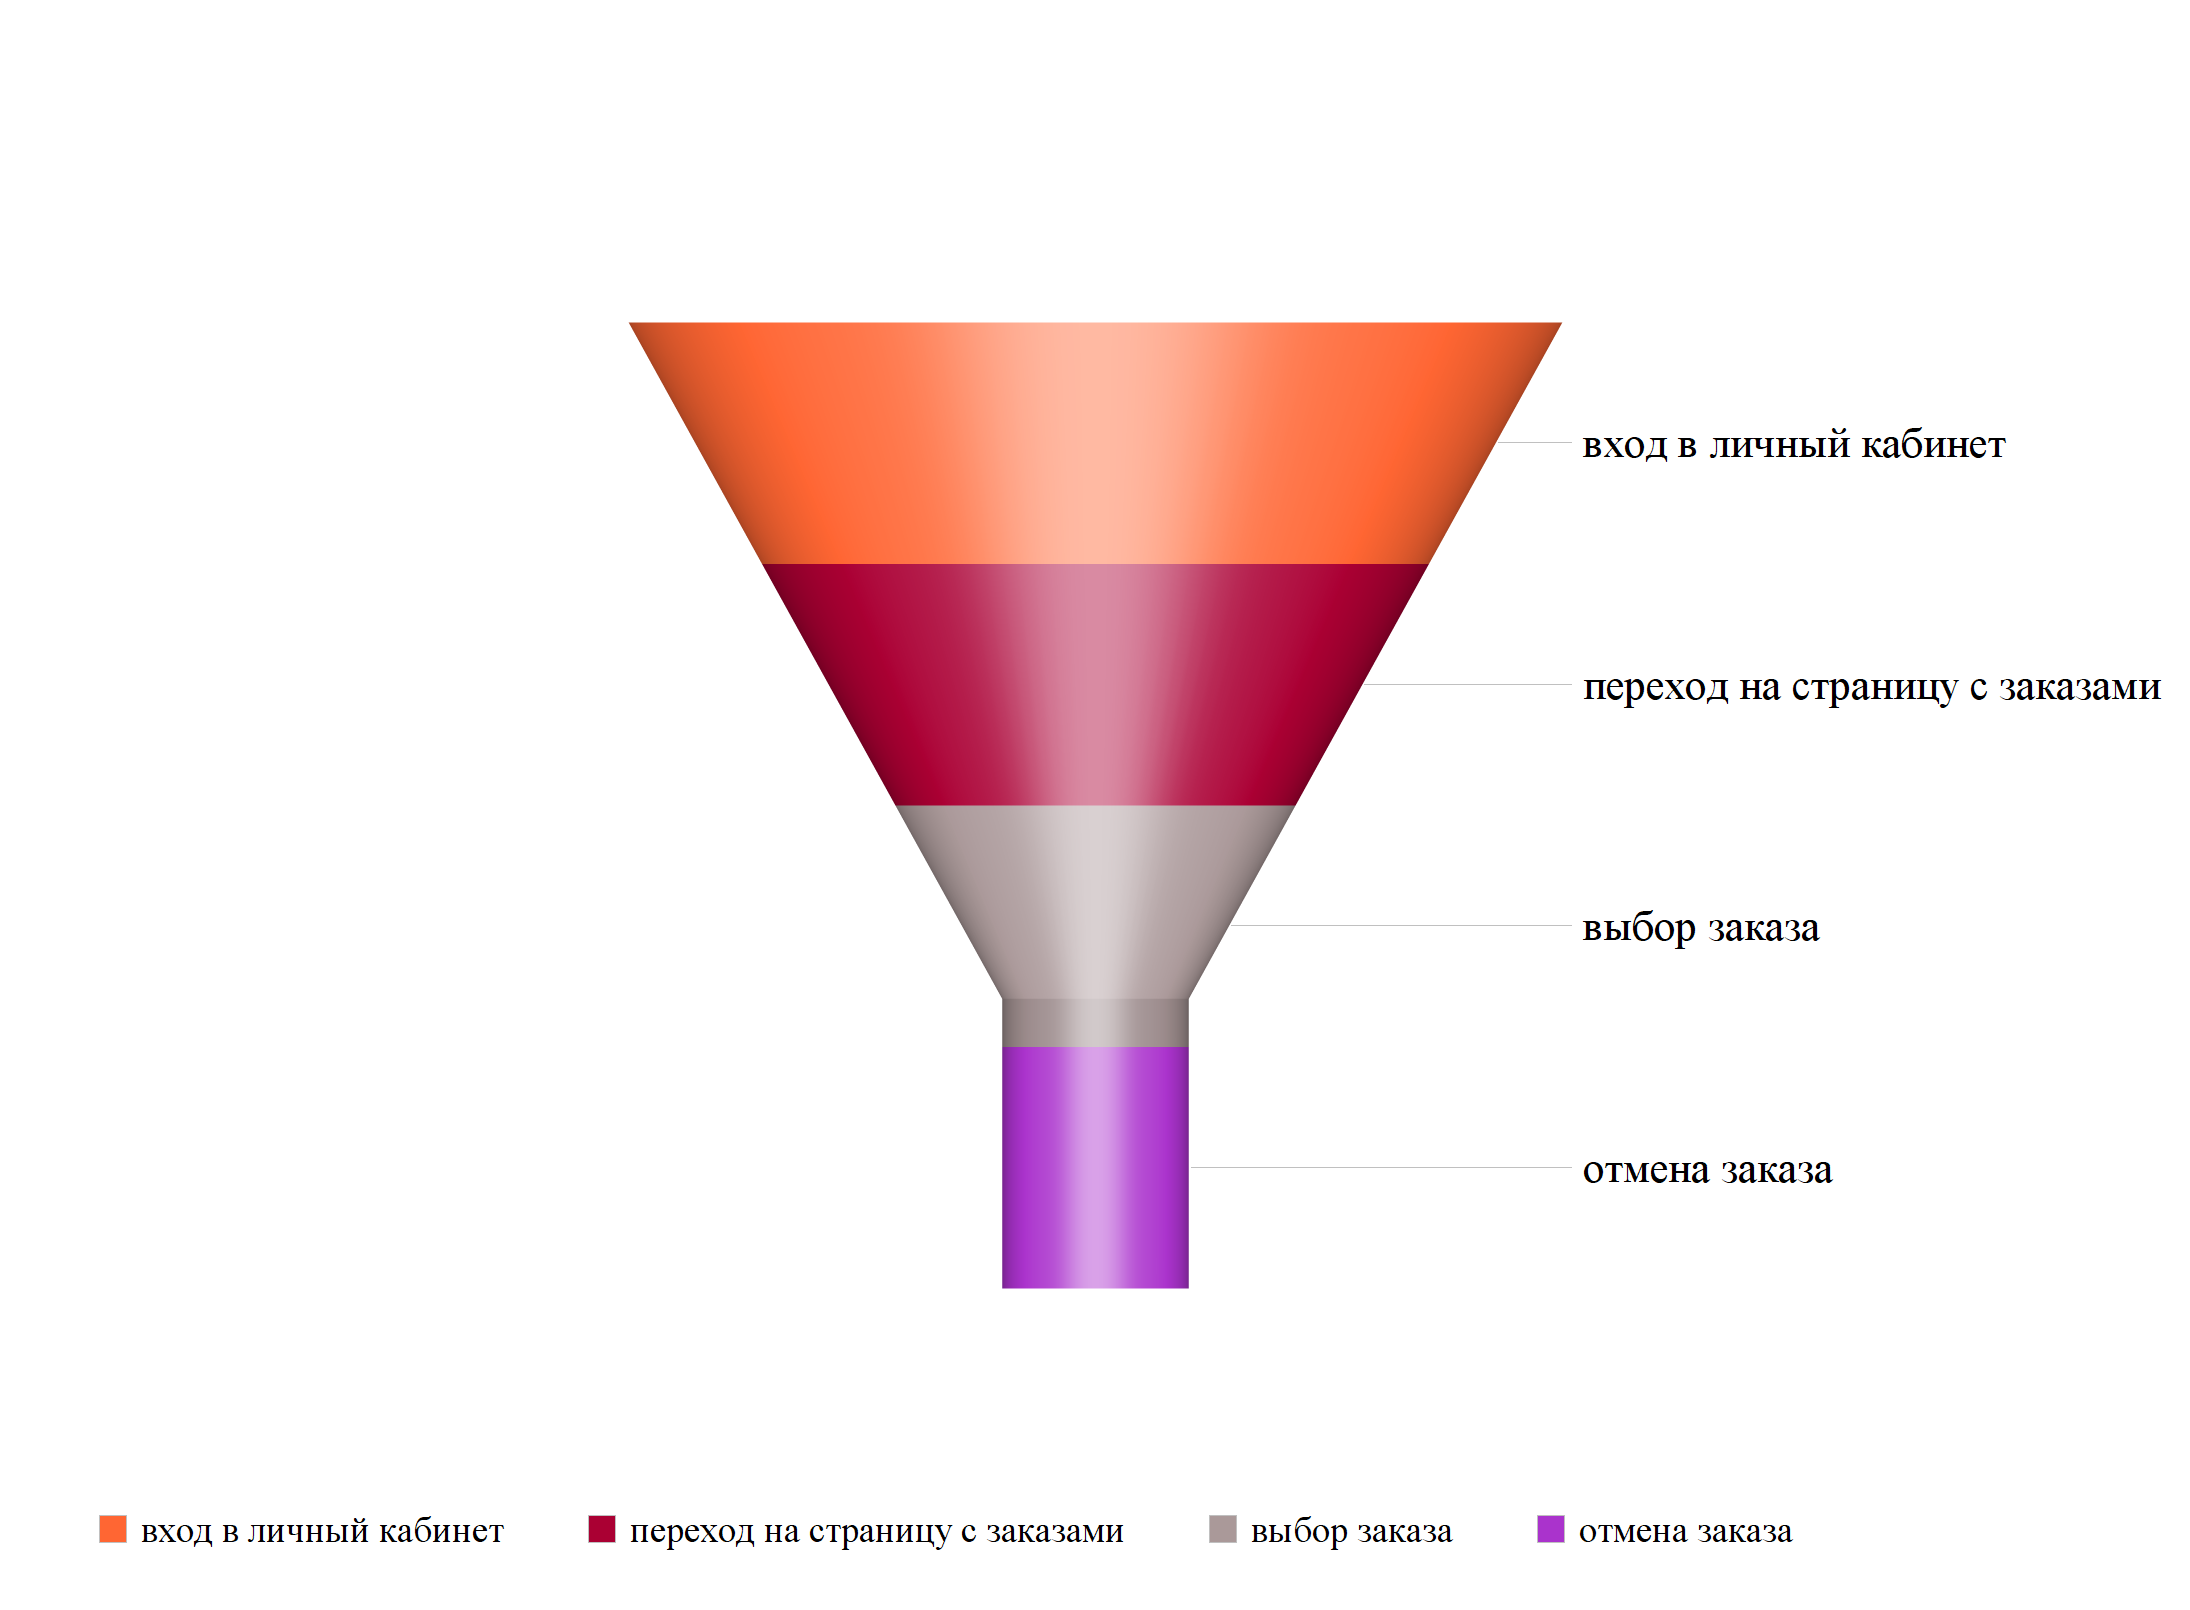 вход в личный кабинет
переход на страницу с заказами
выбор заказа
отмена заказа
вход в личный кабинет
переход на страницу с заказами
выбор заказа
отмена заказа